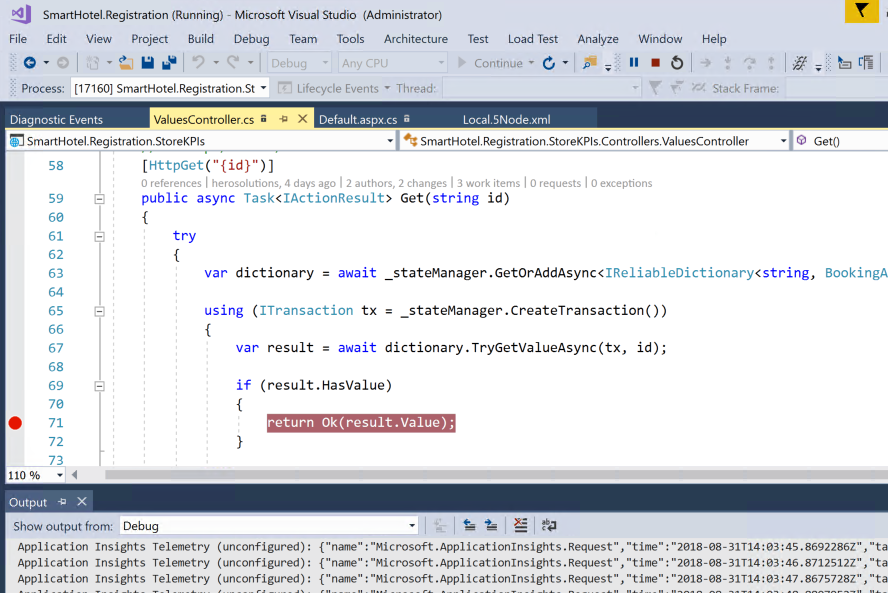 SmartHotel.Registration (Running) - Microsoft Visual Studio (Administrator)
File Edit View Project Build Debug Team Tools Architecture Test Load Test Analyze Window Help
Debug Any CPU Continue
Process: [17160] SmartHotel.Registration.St Lifecycle Events Thread: Stack Frame:
Diagnostic Events ValuesController.cs Default.aspx.cs Local.5Node.xml
SmartHotel.Registration.StoreKPIs SmartHotel.Registration.StoreKPIs.Controllers.ValuesController Get()
58 [HttpGet("{id}")]
0 references | herosolutions, 4 days ago | 2 authors, 2 changes | 3 work items | 0 requests | 0 exceptions
59 public async Task<IActionResult> Get(string id)
60 {
61 try
62 {
63 var dictionary = await _stateManager.GetOrAddAsync<IReliableDictionary<string, BookingA
64
65 using (ITransaction tx = _stateManager.CreateTransaction())
66 {
67 var result = await dictionary.TryGetValueAsync(tx, id);
68
69 if (result.HasValue)
70 {
71 return Ok(result.Value);
72 }
73
110 %
Output
Show output from: Debug
Application Insights Telemetry (unconfigured): {"name":"Microsoft.ApplicationInsights.Request","time":"2018-08-31T14:03:45.8692286Z","ta
Application Insights Telemetry (unconfigured): {"name":"Microsoft.ApplicationInsights.Request","time":"2018-08-31T14:03:46.8712512Z","ta
Application Insights Telemetry (unconfigured): {"name":"Microsoft.ApplicationInsights.Request","time":"2018-08-31T14:03:47.8675728Z","ta